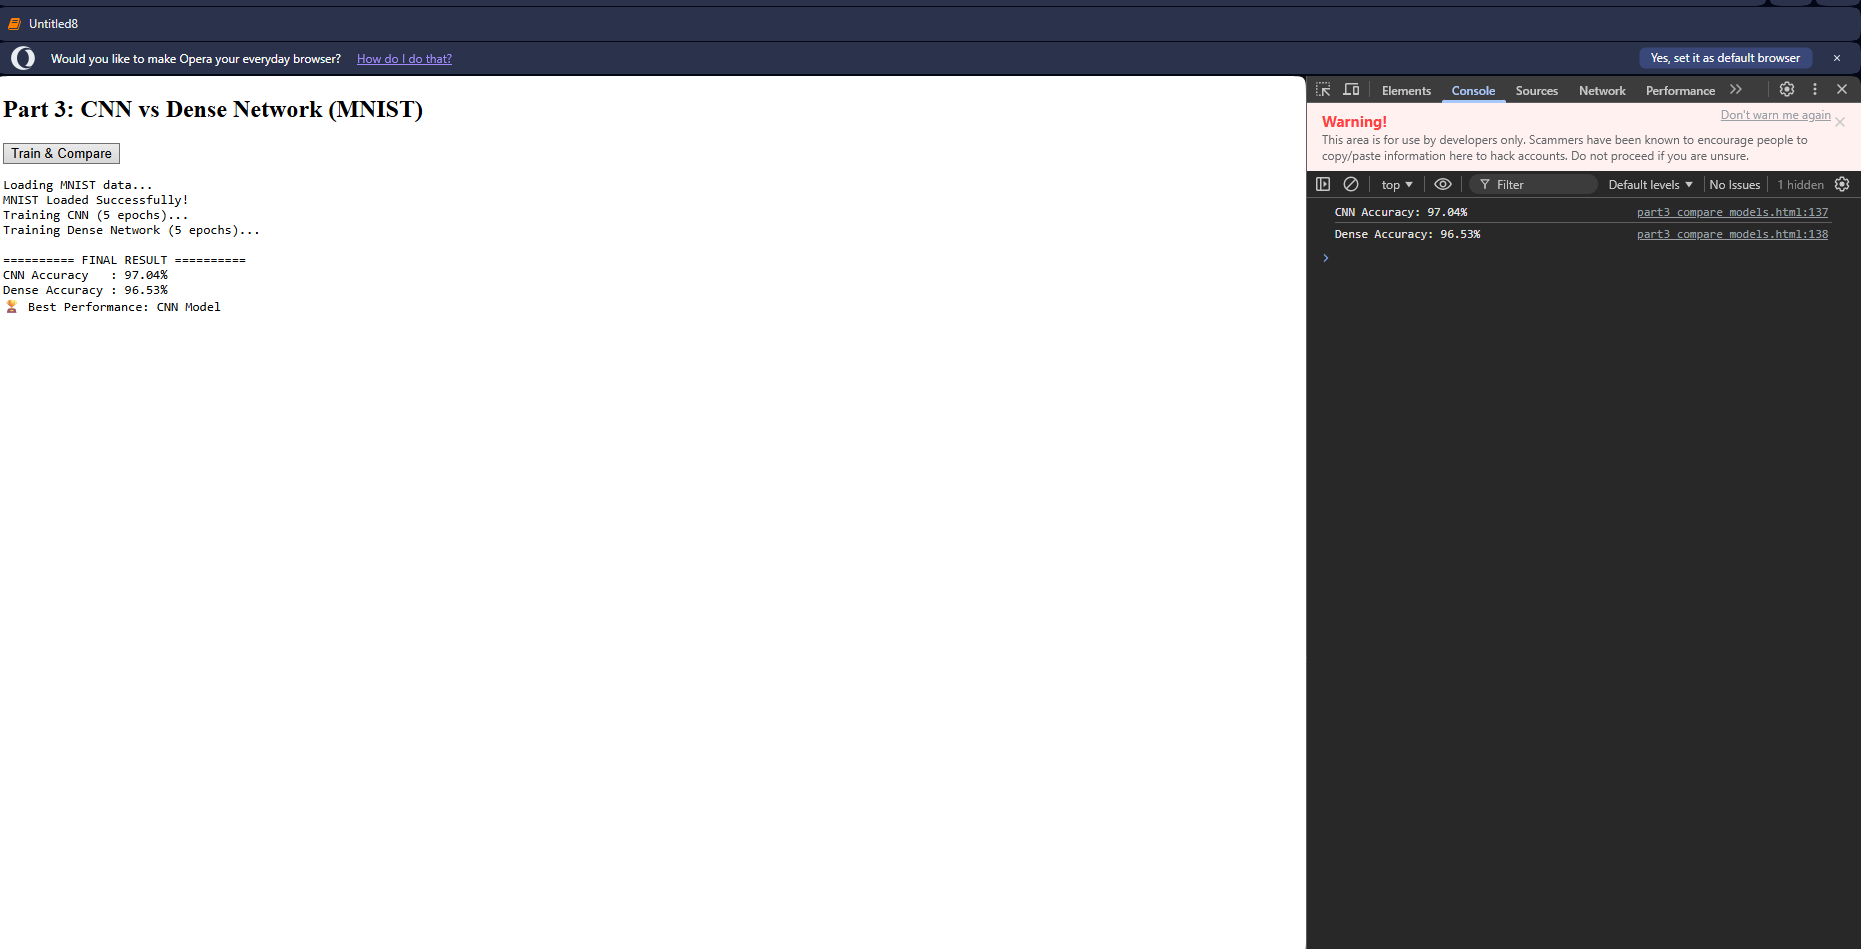 Untitled8
Would you like to make Opera your everyday browser? How do I do that? Yes, set it as default browser
Part 3: CNN vs Dense Network (MNIST)
Train & Compare
Loading MNIST data...
MNIST Loaded Successfully!
Training CNN (5 epochs)...
Training Dense Network (5 epochs)...
========== FINAL RESULT ==========
CNN Accuracy   : 97.04%
Dense Accuracy : 96.53%
🏆 Best Performance: CNN Model
Elements Console Sources Network Performance
Don't warn me again
Warning!
This area is for use by developers only. Scammers have been known to encourage people to
copy/paste information here to hack accounts. Do not proceed if you are unsure.
top Filter Default levels No Issues 1 hidden
CNN Accuracy: 97.04% part3_compare_models.html:137
Dense Accuracy: 96.53% part3_compare_models.html:138